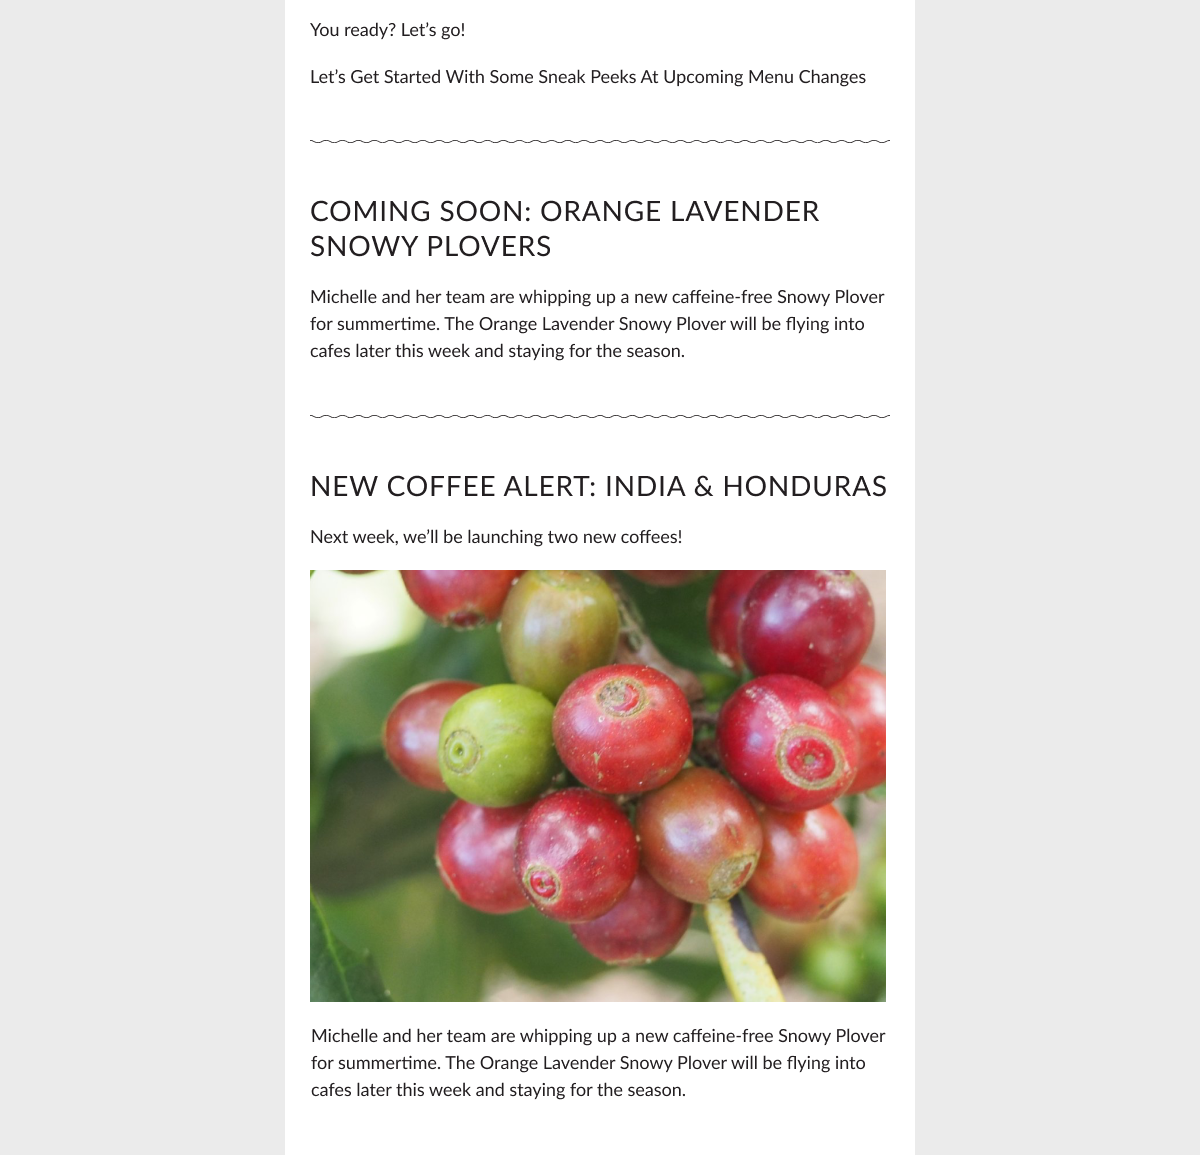 You ready? Let’s go!
Let’s Get Started With Some Sneak Peeks At Upcoming Menu Changes
COMING SOON: ORANGE LAVENDER
SNOWY PLOVERS
Michelle and her team are whipping up a new caffeine-free Snowy Plover
for summertime. The Orange Lavender Snowy Plover will be flying into
cafes later this week and staying for the season.
NEW COFFEE ALERT: INDIA & HONDURAS
Next week, we’ll be launching two new coffees!
Michelle and her team are whipping up a new caffeine-free Snowy Plover
for summertime. The Orange Lavender Snowy Plover will be flying into
cafes later this week and staying for the season.